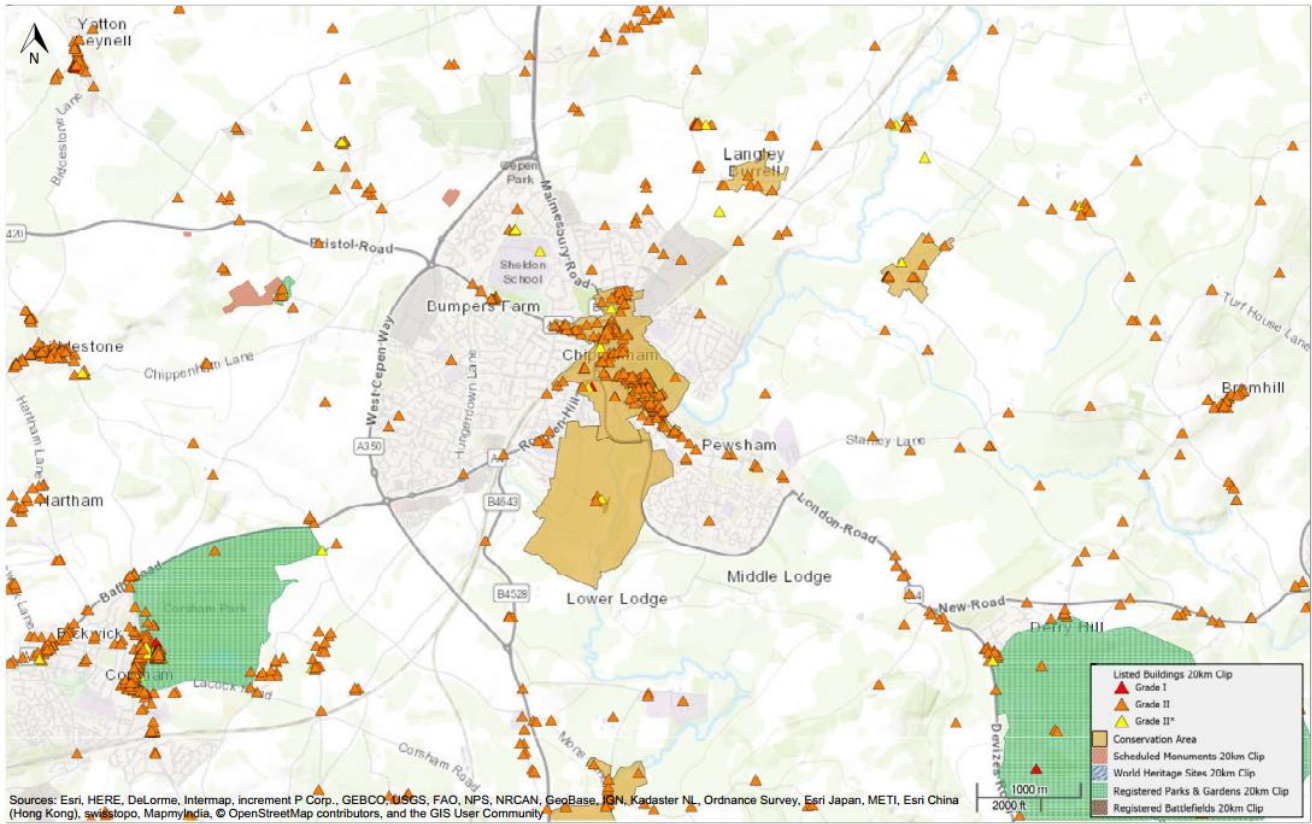 N
Yatton
Keynell
Biddestone Lane
Cepen
Park
Langley
Burrell
Malmesbury Road
Bristol Road
Sheldon
School
Bumpers Farm
Turf House Lane
Chippenham Lane
West Cepen Way
Hungerdown Lane
Chippenham
Bremhill
Hartham Lane
A350
Rowden Hill
Pewsham
Stanley Lane
Hartham
B4643
London Road
Bath Road
Middle Lodge
B4528
Lower Lodge
Corsham Park
New Road
Derry Hill
Pickwick
Corsham
Lacock Road
Corsham Road
Listed Buildings 20km Clip
Grade I
Grade II
Grade II*
Conservation Area
Scheduled Monuments 20km Clip
World Heritage Sites 20km Clip
Registered Parks & Gardens 20km Clip
Registered Battlefields 20km Clip
1000 m
2000 ft
Sources: Esri, HERE, DeLorme, Intermap, increment P Corp., GEBCO, USGS, FAO, NPS, NRCAN, GeoBase, IGN, Kadaster NL, Ordnance Survey, Esri Japan, METI, Esri China
(Hong Kong), swisstopo, MapmyIndia, © OpenStreetMap contributors, and the GIS User Community